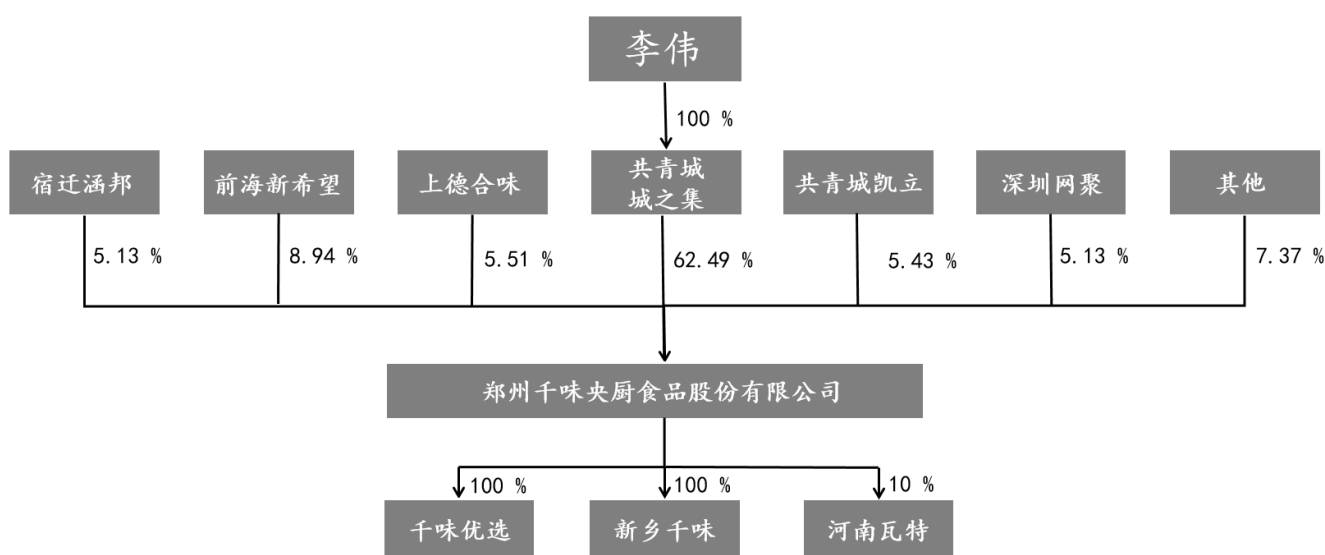 李伟
100 %
宿迁涵邦
前海新希望
上德合味
共青城
城之集
共青城凯立
深圳网聚
其他
5.13 %
8.94 %
5.51 %
62.49 %
5.43 %
5.13 %
7.37 %
郑州千味央厨食品股份有限公司
100 %
100 %
10 %
千味优选
新乡千味
河南瓦特